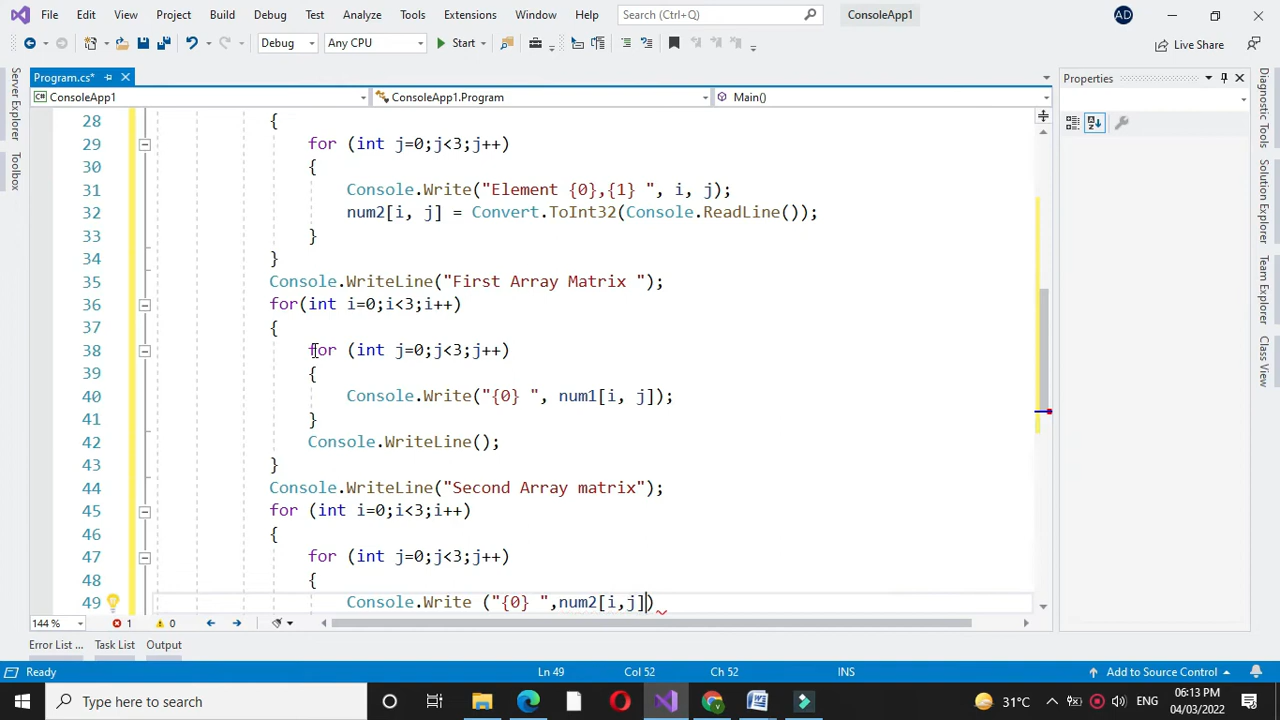 File Edit View Project Build Debug Test Analyze Tools Extensions Window Help Search (Ctrl+Q) ConsoleApp1 AD
Debug Any CPU Start Live Share
Program.cs* Properties
ConsoleApp1 ConsoleApp1.Program Main()
28 {
29 for (int j=0;j<3;j++)
30 {
31 Console.Write("Element {0},{1} ", i, j);
32 num2[i, j] = Convert.ToInt32(Console.ReadLine());
33 }
34 }
35 Console.WriteLine("First Array Matrix ");
36 for(int i=0;i<3;i++)
37 {
38 for (int j=0;j<3;j++)
39 {
40 Console.Write("{0} ", num1[i, j]);
41 }
42 Console.WriteLine();
43 }
44 Console.WriteLine("Second Array matrix");
45 for (int i=0;i<3;i++)
46 {
47 for (int j=0;j<3;j++)
48 {
49 Console.Write ("{0} ",num2[i,j])
144 % 1 0
Error List ... Task List Output
Ready Ln 49 Col 52 Ch 52 INS Add to Source Control
Type here to search 31°C ENG 06:13 PM
04/03/2022
Server Explorer
Toolbox
Diagnostic Tools
Solution Explorer
Team Explorer
Class View